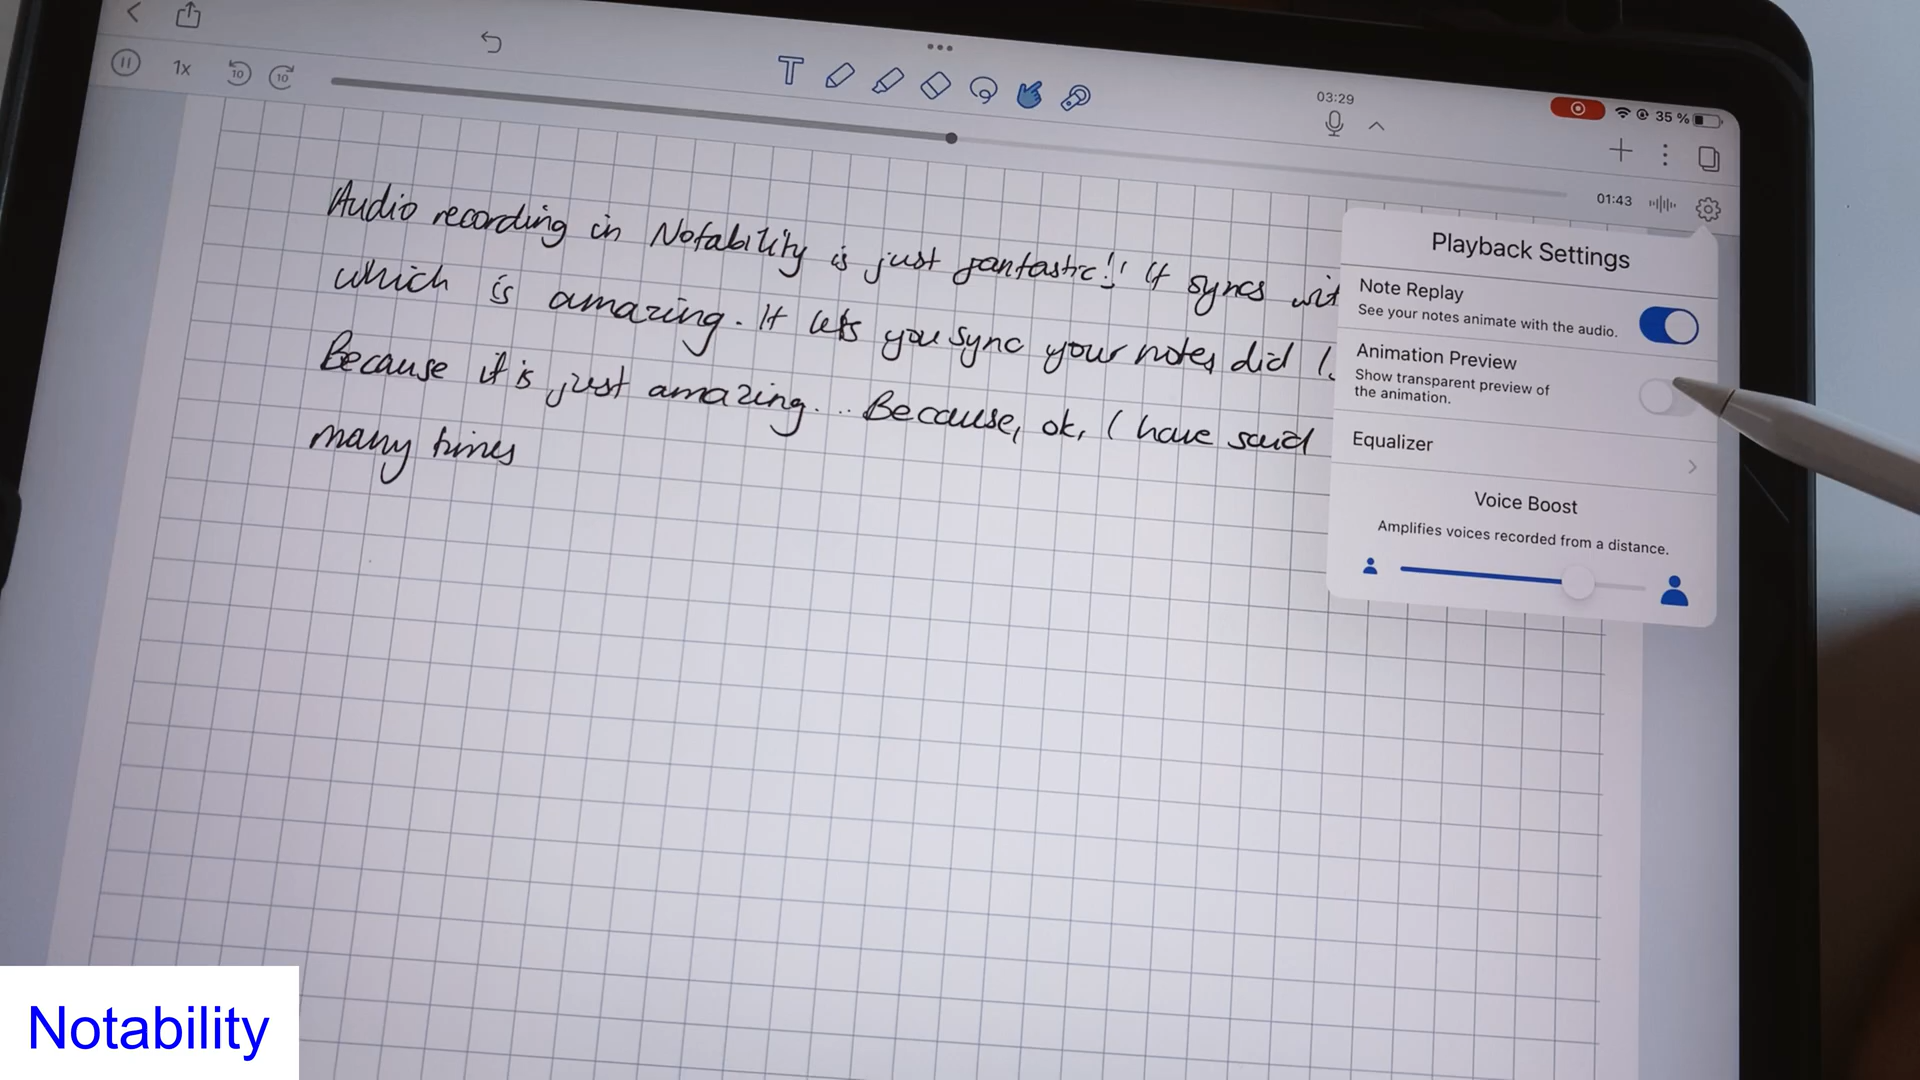 03:29
35 %
1x
10
10
01:43
Audio recording in Notability is just fantastic!! It syncs wit
which is amazing. It lets you sync your notes did I
Because it is just amazing... Because, ok, I have said
many times
Playback Settings
Note Replay
See your notes animate with the audio.
Animation Preview
Show transparent preview of
the animation.
Equalizer
Voice Boost
Amplifies voices recorded from a distance.
Notability